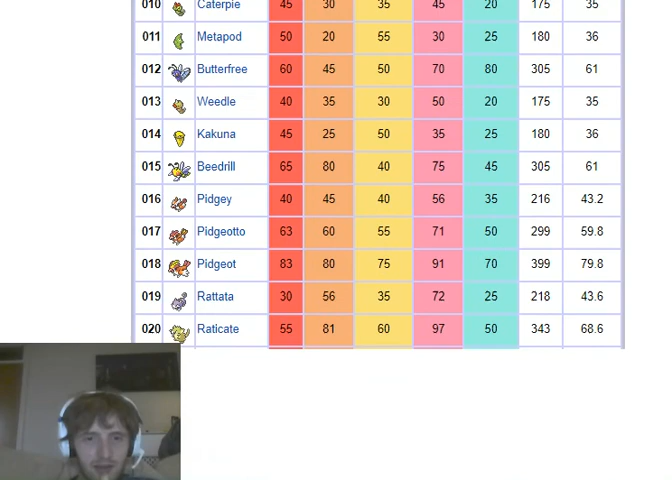 010 Caterpie 45 30 35 45 20 175 35
011 Metapod 50 20 55 30 25 180 36
012 Butterfree 60 45 50 70 80 305 61
013 Weedle 40 35 30 50 20 175 35
014 Kakuna 45 25 50 35 25 180 36
015 Beedrill 65 80 40 75 45 305 61
016 Pidgey 40 45 40 56 35 216 43.2
017 Pidgeotto 63 60 55 71 50 299 59.8
018 Pidgeot 83 80 75 91 70 399 79.8
019 Rattata 30 56 35 72 25 218 43.6
020 Raticate 55 81 60 97 50 343 68.6